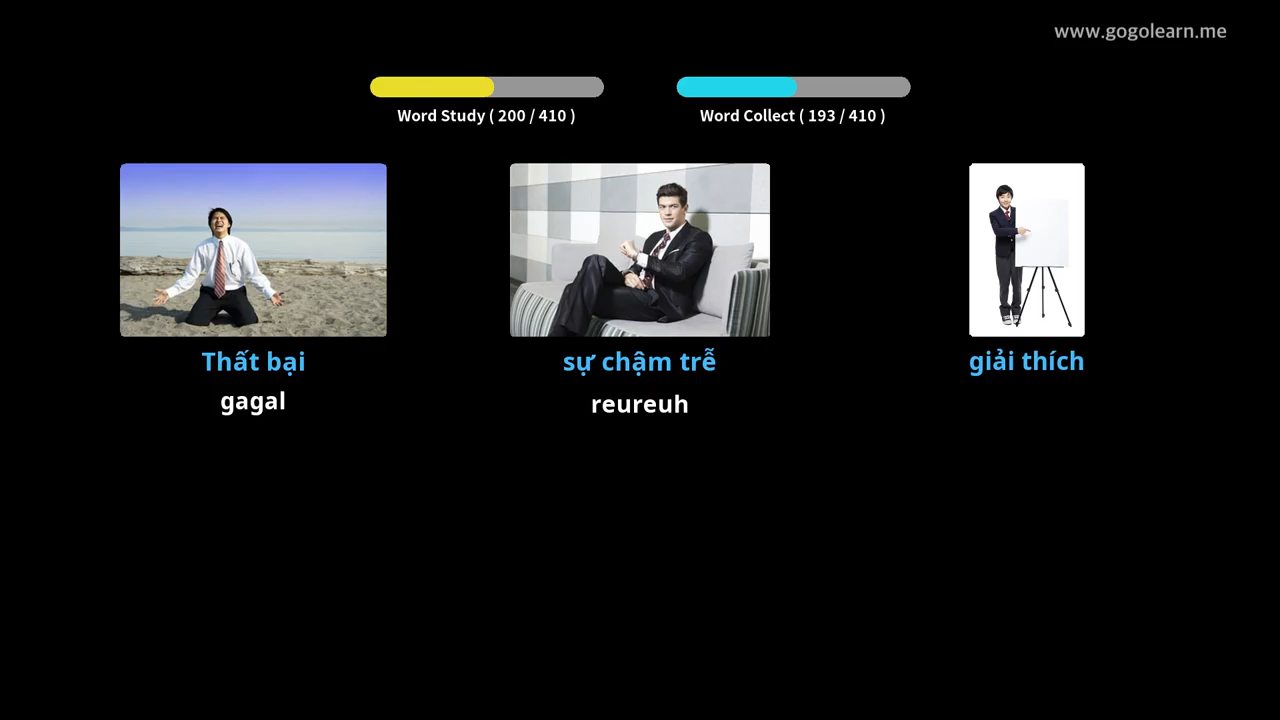 www.gogolearn.me
Word Study ( 200 / 410 )
Word Collect ( 193 / 410 )
Thất bại
gagal
sự chậm trễ
reureuh
giải thích